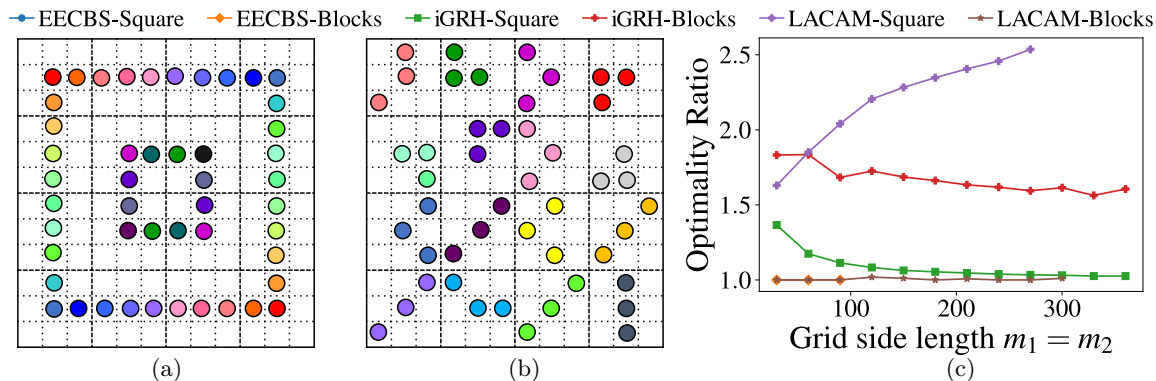 EECBS-Square EECBS-Blocks iGRH-Square iGRH-Blocks LACAM-Square LACAM-Blocks
Optimality Ratio
2.5
2.0
1.5
1.0
100 200 300
Grid side length m₁ = m₂
(a) (b) (c)